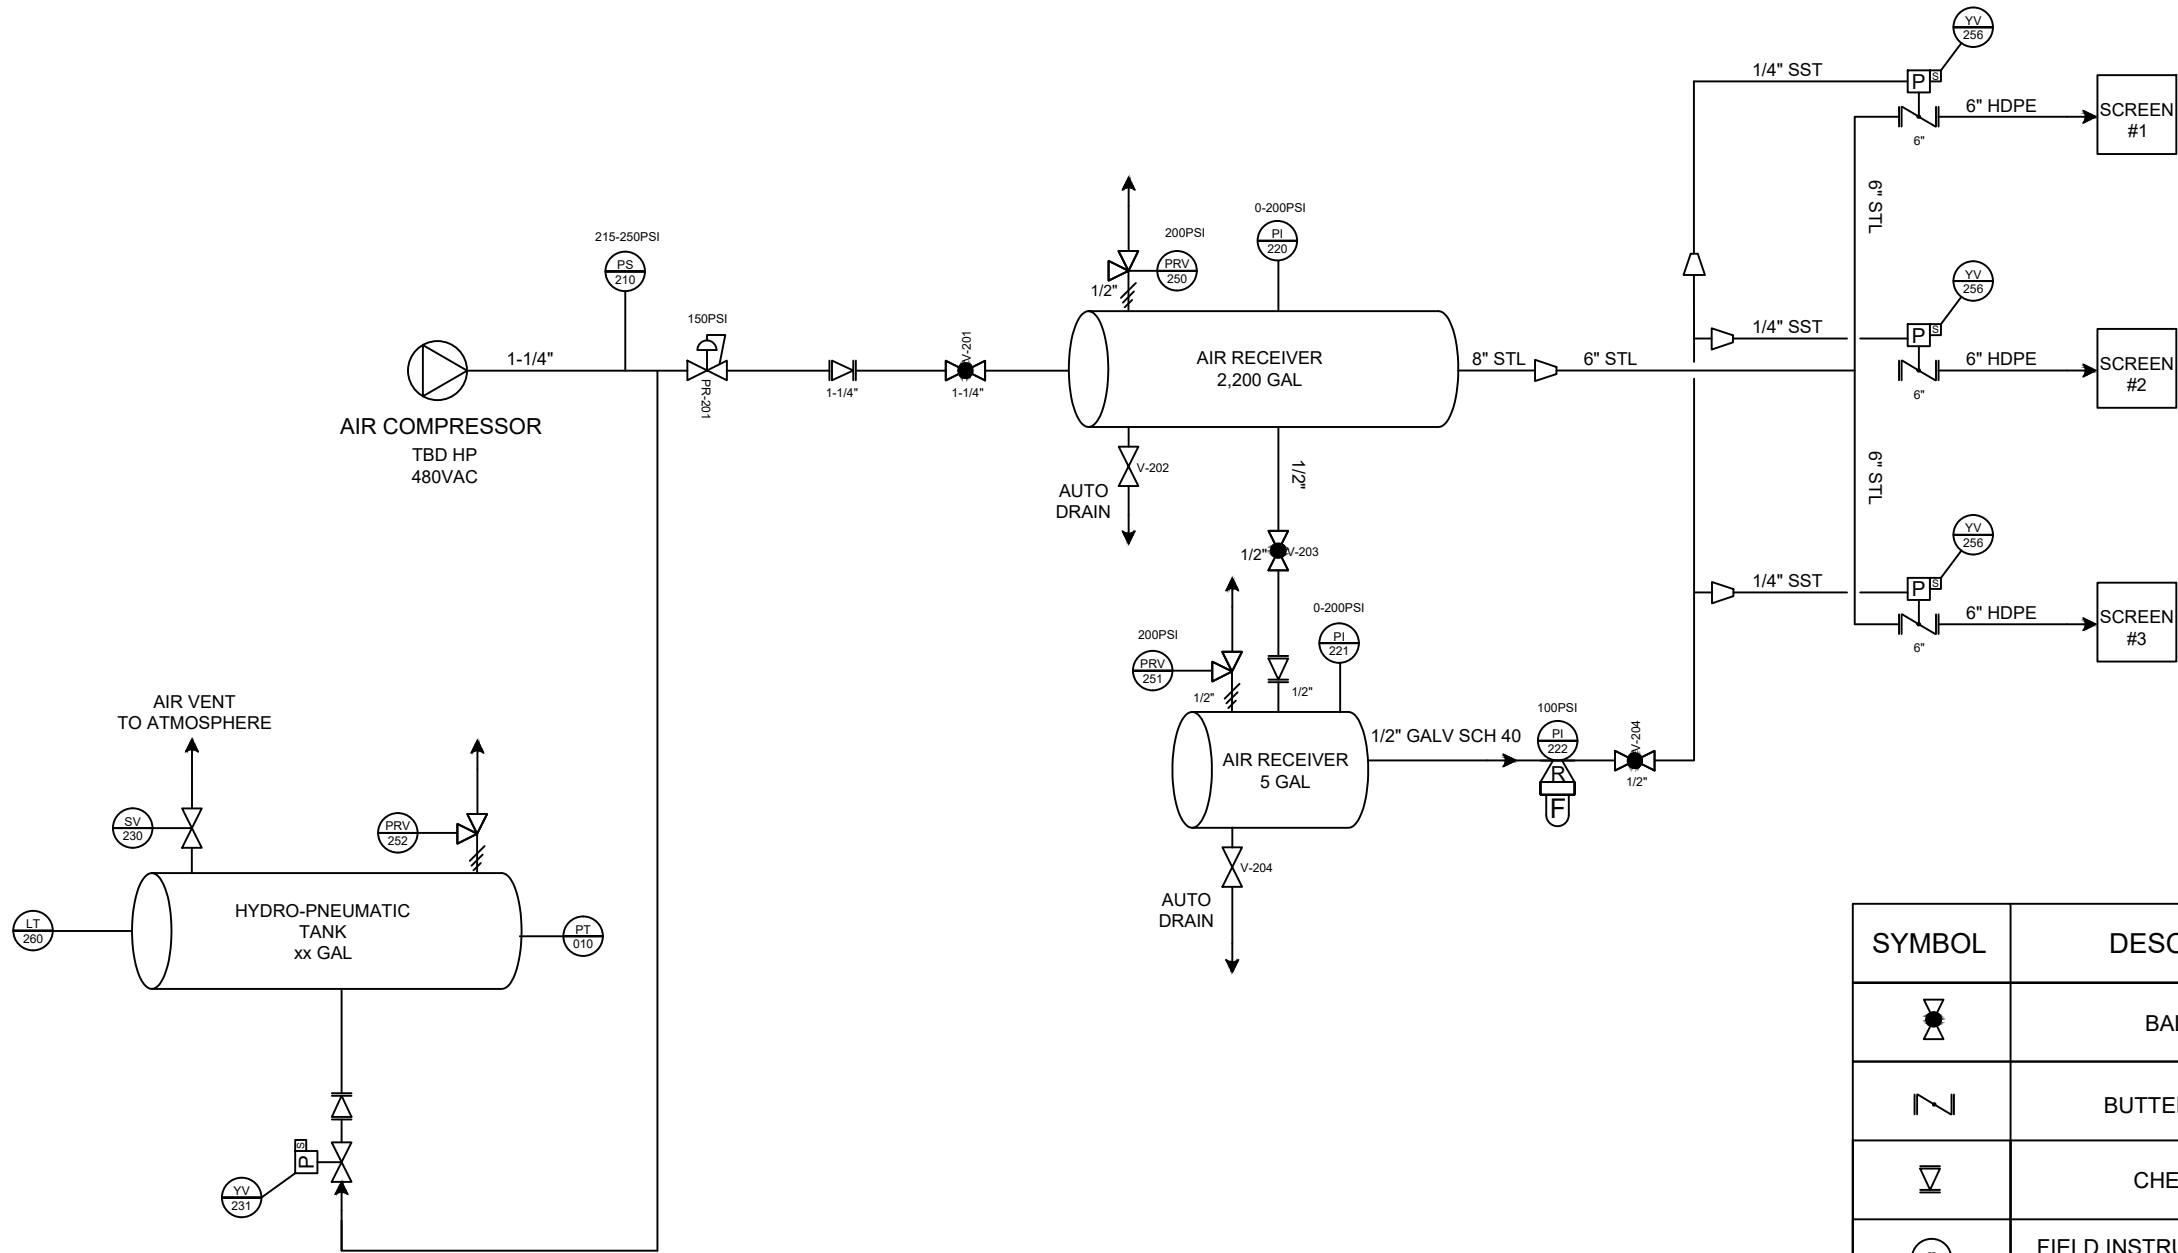 YV
256
1/4" SST
P
S
6" HDPE
6"
SCREEN
#1
6" STL
215-250PSI
PS
210
200PSI
PRV
250
1/2"
0-200PSI
PI
220
YV
256
1/4" SST
P
S
6" HDPE
6"
SCREEN
#2
1-1/4"
150PSI
PR-201
1-1/4"
V-201
1-1/4"
AIR RECEIVER
2,200 GAL
8" STL
6" STL
AIR COMPRESSOR
TBD HP
480VAC
V-202
AUTO
DRAIN
1/2"
6" STL
1/2"
V-203
YV
256
1/4" SST
P
S
6" HDPE
6"
SCREEN
#3
200PSI
PRV
251
1/2"
1/2"
0-200PSI
PI
221
AIR RECEIVER
5 GAL
1/2" GALV SCH 40
100PSI
PI
222
R
F
V-204
1/2"
V-204
AUTO
DRAIN
AIR VENT
TO ATMOSPHERE
SV
230
PRV
252
LT
260
HYDRO-PNEUMATIC
TANK
xx GAL
PT
010
P
S
YV
231
SYMBOL
DESC
BA
BUTTE
CHE
FIELD INSTR